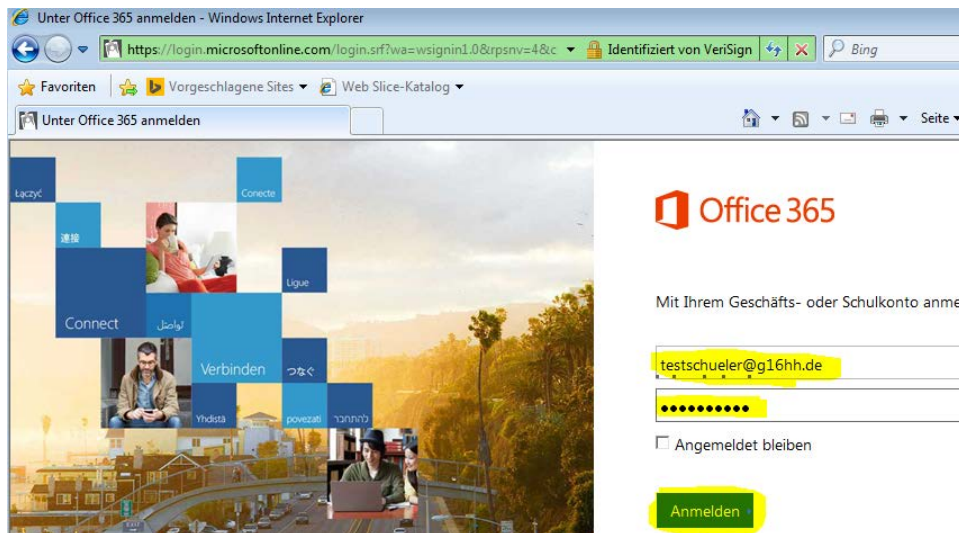 Unter Office 365 anmelden - Windows Internet Explorer
https://login.microsoftonline.com/login.srf?wa=wsignin1.0&rpsnv=4&c
Identifiziert von VeriSign
Bing
Favoriten
Vorgeschlagene Sites
Web Slice-Katalog
Unter Office 365 anmelden
Seite
Łączyć
Conecte
連接
Ligue
Connect
تواصل
Verbinden
つなぐ
Yhdistä
povezati
להתחבר
EXIT
Office 365
Mit Ihrem Geschäfts- oder Schulkonto anme
testschueler@g16hh.de
••••••••••
Angemeldet bleiben
Anmelden